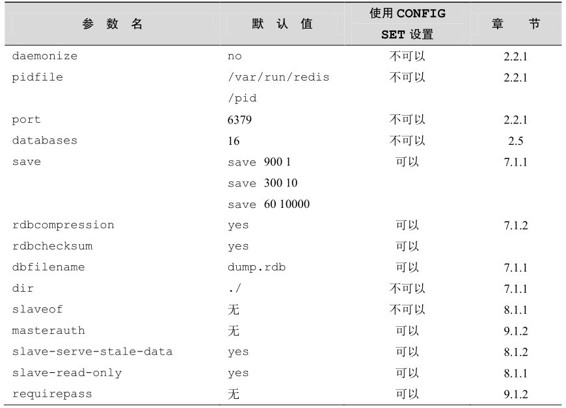 参 数 名 默 认 值 使用 CONFIG SET 设置 章 节
daemonize no 不可以 2.2.1
pidfile /var/run/redis 不可以 2.2.1
/pid
port 6379 不可以 2.2.1
databases 16 不可以 2.5
save save 900 1 可以 7.1.1
save 300 10
save 60 10000
rdbcompression yes 可以 7.1.2
rdbchecksum yes 可以
dbfilename dump.rdb 可以 7.1.1
dir ./ 不可以 7.1.1
slaveof 无 不可以 8.1.1
masterauth 无 可以 9.1.2
slave-serve-stale-data yes 可以 8.1.2
slave-read-only yes 可以 8.1.1
requirepass 无 可以 9.1.2